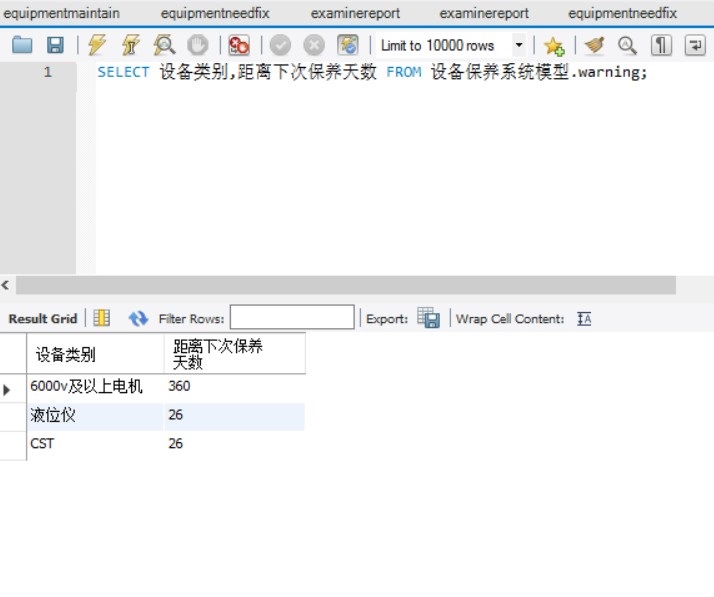 equipmentmaintain equipmentneedfix examinereport examinereport equipmentneedfix
Limit to 10000 rows
1 SELECT 设备类别,距离下次保养天数 FROM 设备保养系统模型.warning;
Result Grid Filter Rows: Export: Wrap Cell Content:
设备类别 距离下次保养
天数
6000v及以上电机 360
液位仪 26
CST 26